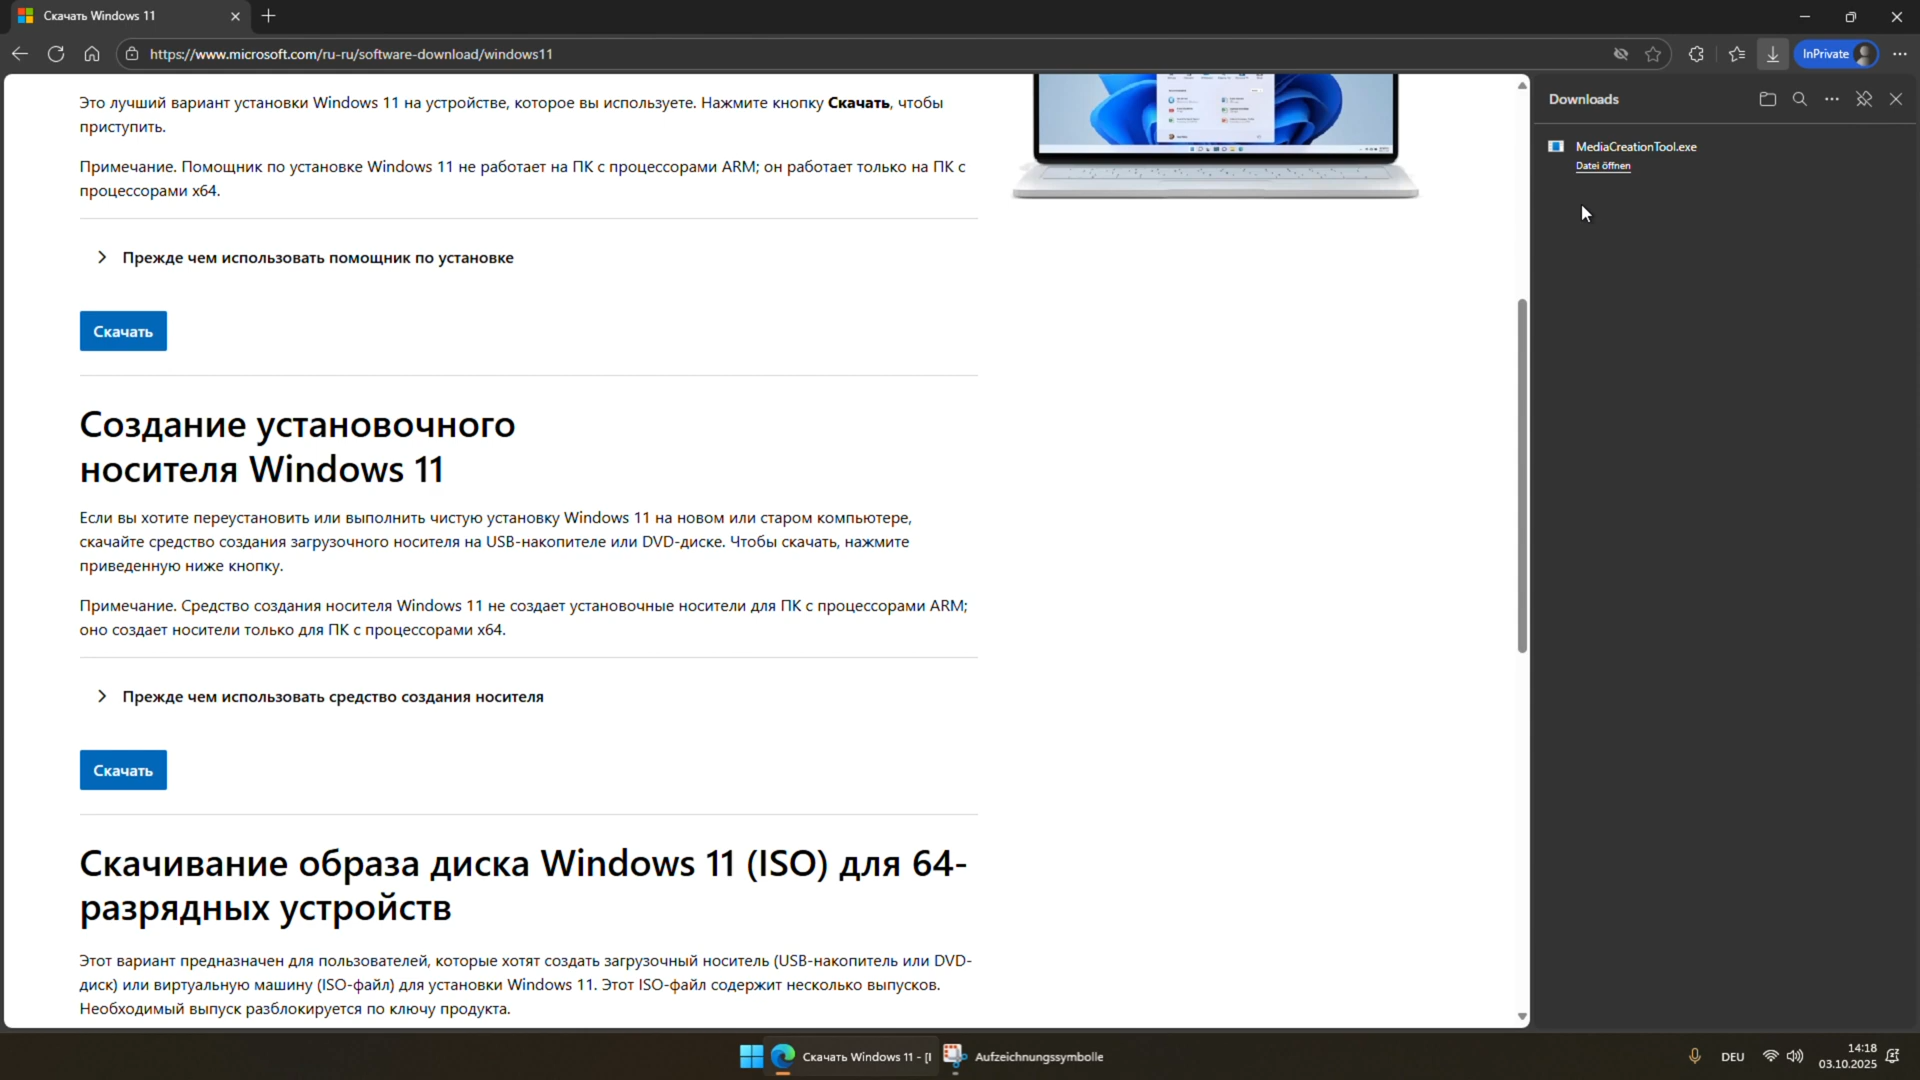 Скачать Windows 11
https://www.microsoft.com/ru-ru/software-download/windows11
InPrivate
Это лучший вариант установки Windows 11 на устройстве, которое вы используете. Нажмите кнопку Скачать, чтобы
приступить.
Примечание. Помощник по установке Windows 11 не работает на ПК с процессорами ARM; он работает только на ПК с
процессорами x64.
Прежде чем использовать помощник по установке
Скачать
Создание установочного
носителя Windows 11
Если вы хотите переустановить или выполнить чистую установку Windows 11 на новом или старом компьютере,
скачайте средство создания загрузочного носителя на USB-накопителе или DVD-диске. Чтобы скачать, нажмите
приведенную ниже кнопку.
Примечание. Средство создания носителя Windows 11 не создает установочные носители для ПК с процессорами ARM;
оно создает носители только для ПК с процессорами x64.
Прежде чем использовать средство создания носителя
Скачать
Скачивание образа диска Windows 11 (ISO) для 64-
разрядных устройств
Этот вариант предназначен для пользователей, которые хотят создать загрузочный носитель (USB-накопитель или DVD-
диск) или виртуальную машину (ISO-файл) для установки Windows 11. Этот ISO-файл содержит несколько выпусков.
Необходимый выпуск разблокируется по ключу продукта.
Downloads
MediaCreationTool.exe
Datei öffnen
Скачать Windows 11 - [I
Aufzeichnungssymbolle
DEU
14:18
03.10.2025